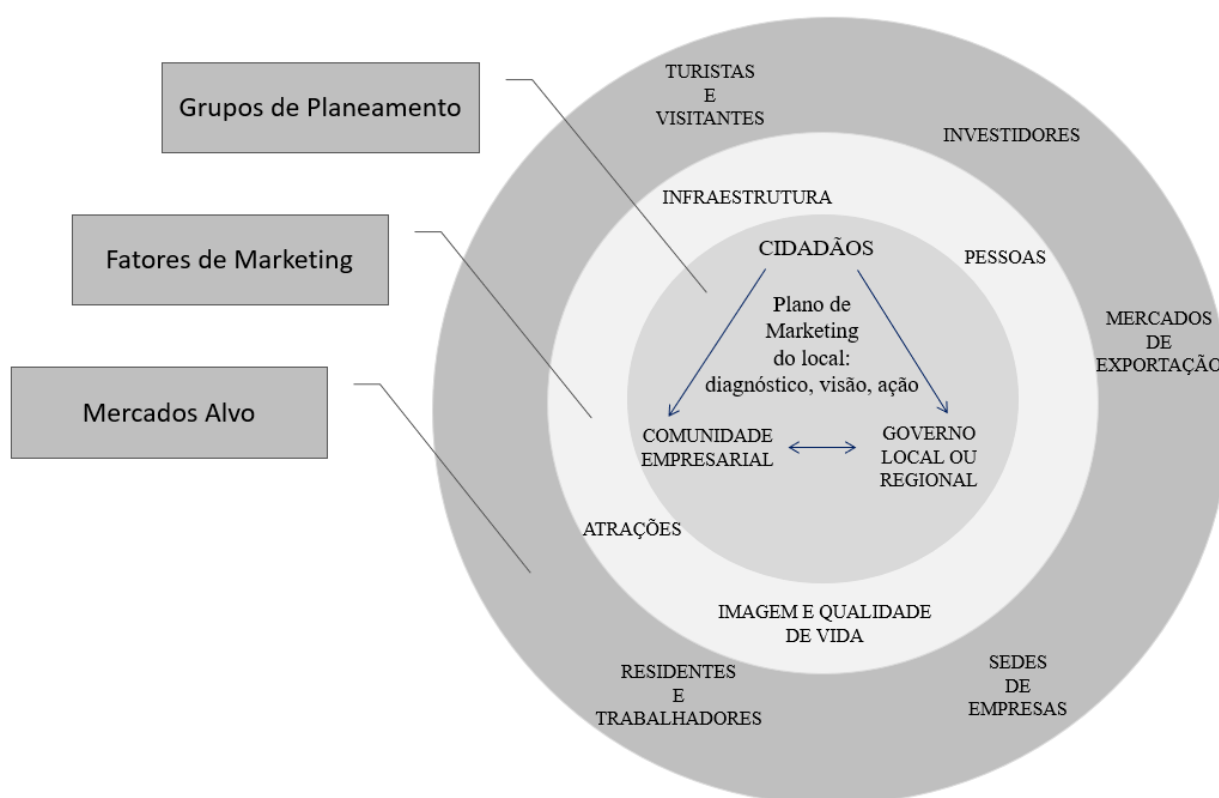 Grupos de Planeamento
Fatores de Marketing
Mercados Alvo
TURISTAS
E
VISITANTES
INVESTIDORES
MERCADOS
DE
EXPORTAÇÃO
SEDES
DE
EMPRESAS
RESIDENTES
E
TRABALHADORES
INFRAESTRUTURA
PESSOAS
IMAGEM E QUALIDADE
DE VIDA
ATRAÇÕES
CIDADÃOS
Plano de
Marketing
do local:
diagnóstico, visão, ação
COMUNIDADE
EMPRESARIAL
GOVERNO
LOCAL OU
REGIONAL